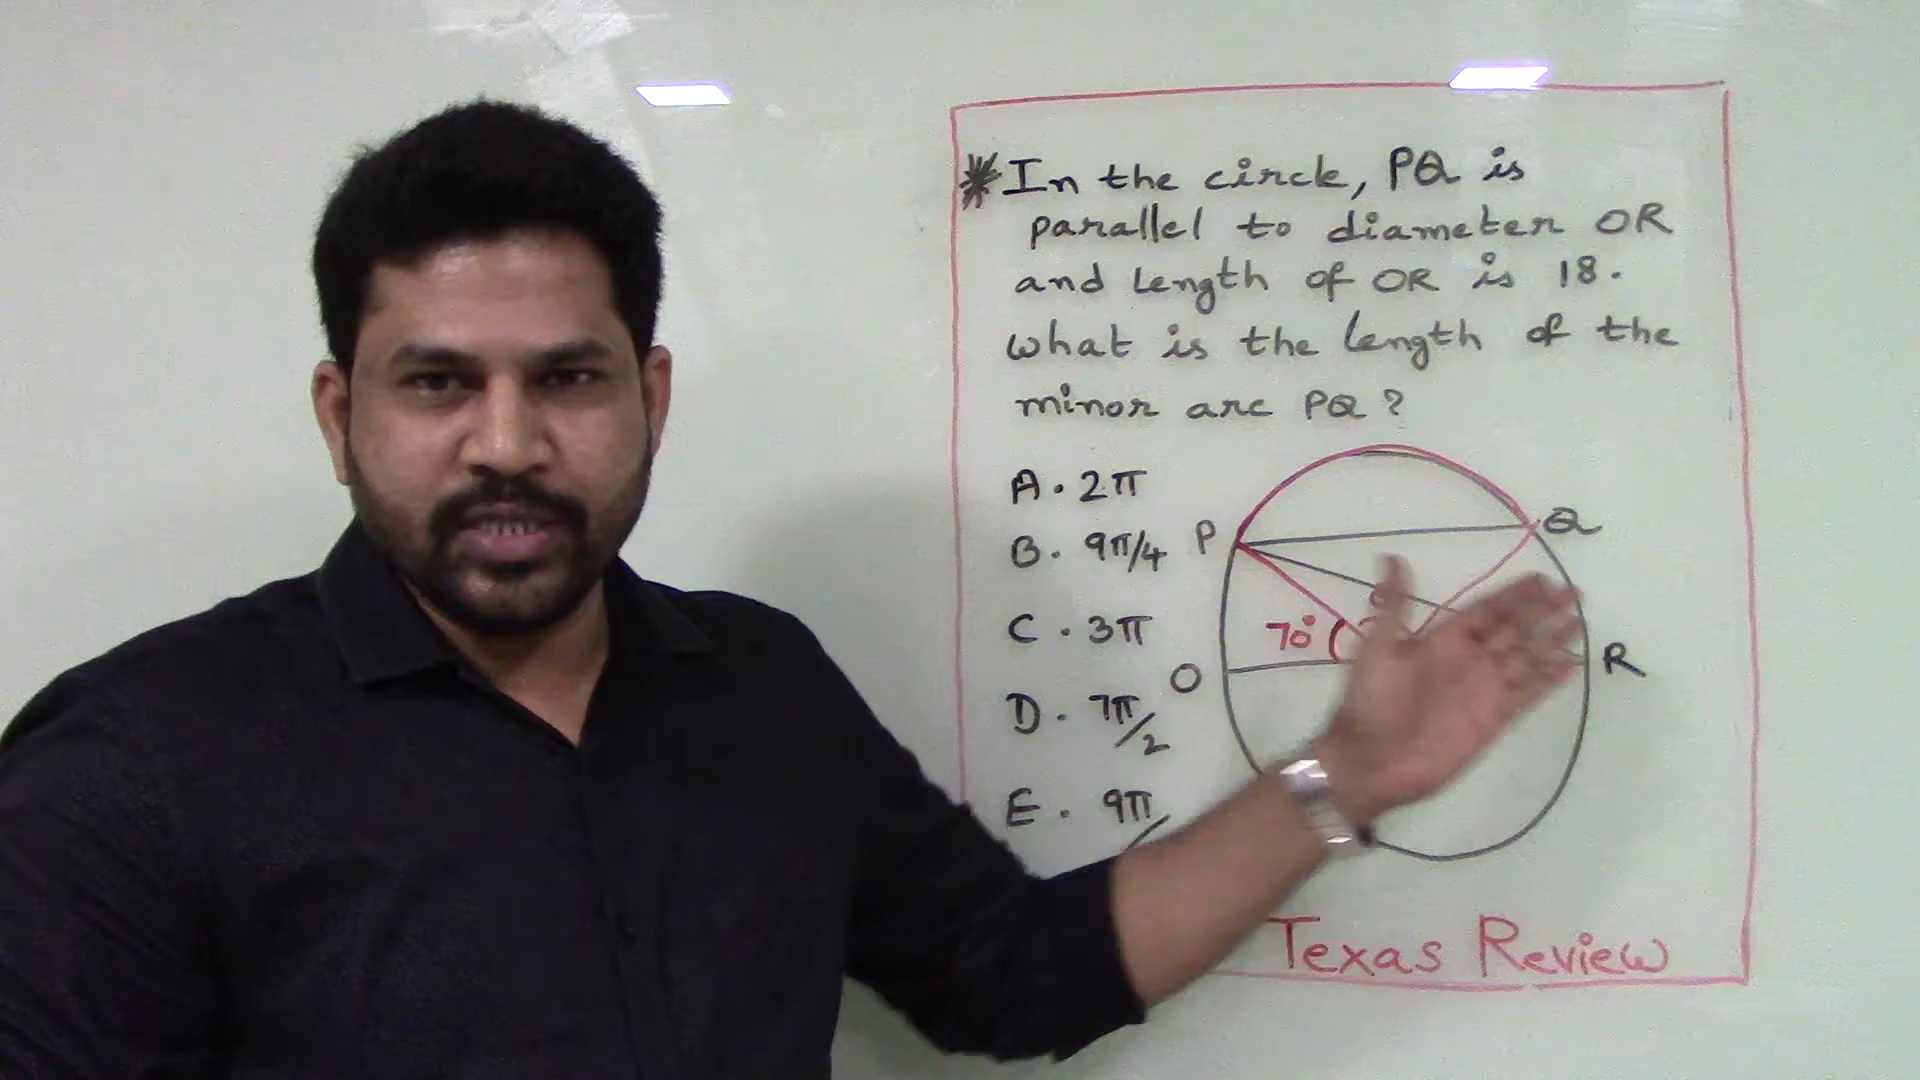 *In the circle, PQ is
parallel to diameter OR
and length of OR is 18.
what is the length of the
minor arc PQ?
A. 2π
B. 9π/4
C. 3π
D. 7π/2
E. 9π/
P
Q
70°
O
R
Texas Review